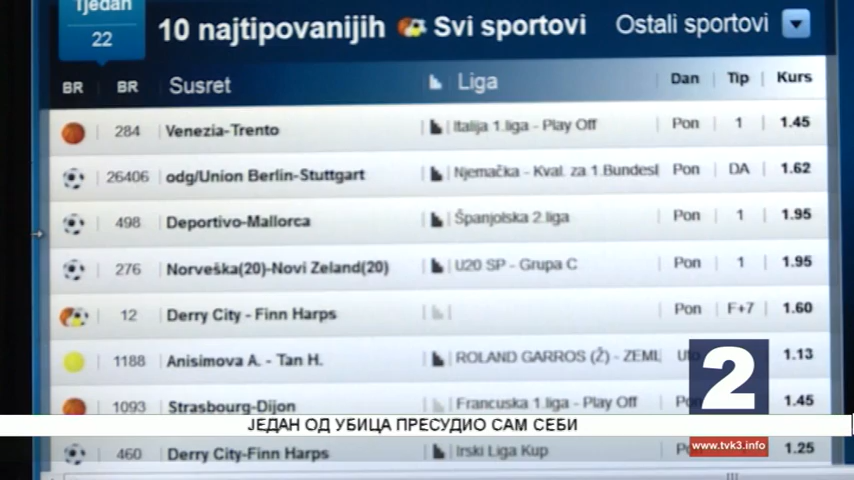 Tjedan
22
10 najtipovanijih Svi sportovi Ostali sportovi
BR BR Susret Liga Dan Tip Kurs
284 Venezia-Trento Italija 1.liga - Play Off Pon 1 1.45
26406 odg/Union Berlin-Stuttgart Njemačka - Kval. za 1.Bundesl Pon DA 1.62
498 Deportivo-Mallorca Španjolska 2.liga Pon 1 1.95
276 Norveška(20)-Novi Zeland(20) U20 SP - Grupa C Pon 1 1.95
12 Derry City - Finn Harps Pon F+7 1.60
1188 Anisimova A. - Tan H. ROLAND GARROS (Ž) - ZEML 1.13
2
1093 Strasbourg-Dijon Francuska 1.liga - Play Off 1.45
ЈЕДАН ОД УБИЦА ПРЕСУДИО САМ СЕБИ
www.tvk3.info
460 Derry City-Finn Harps Irski Liga Kup 1.25